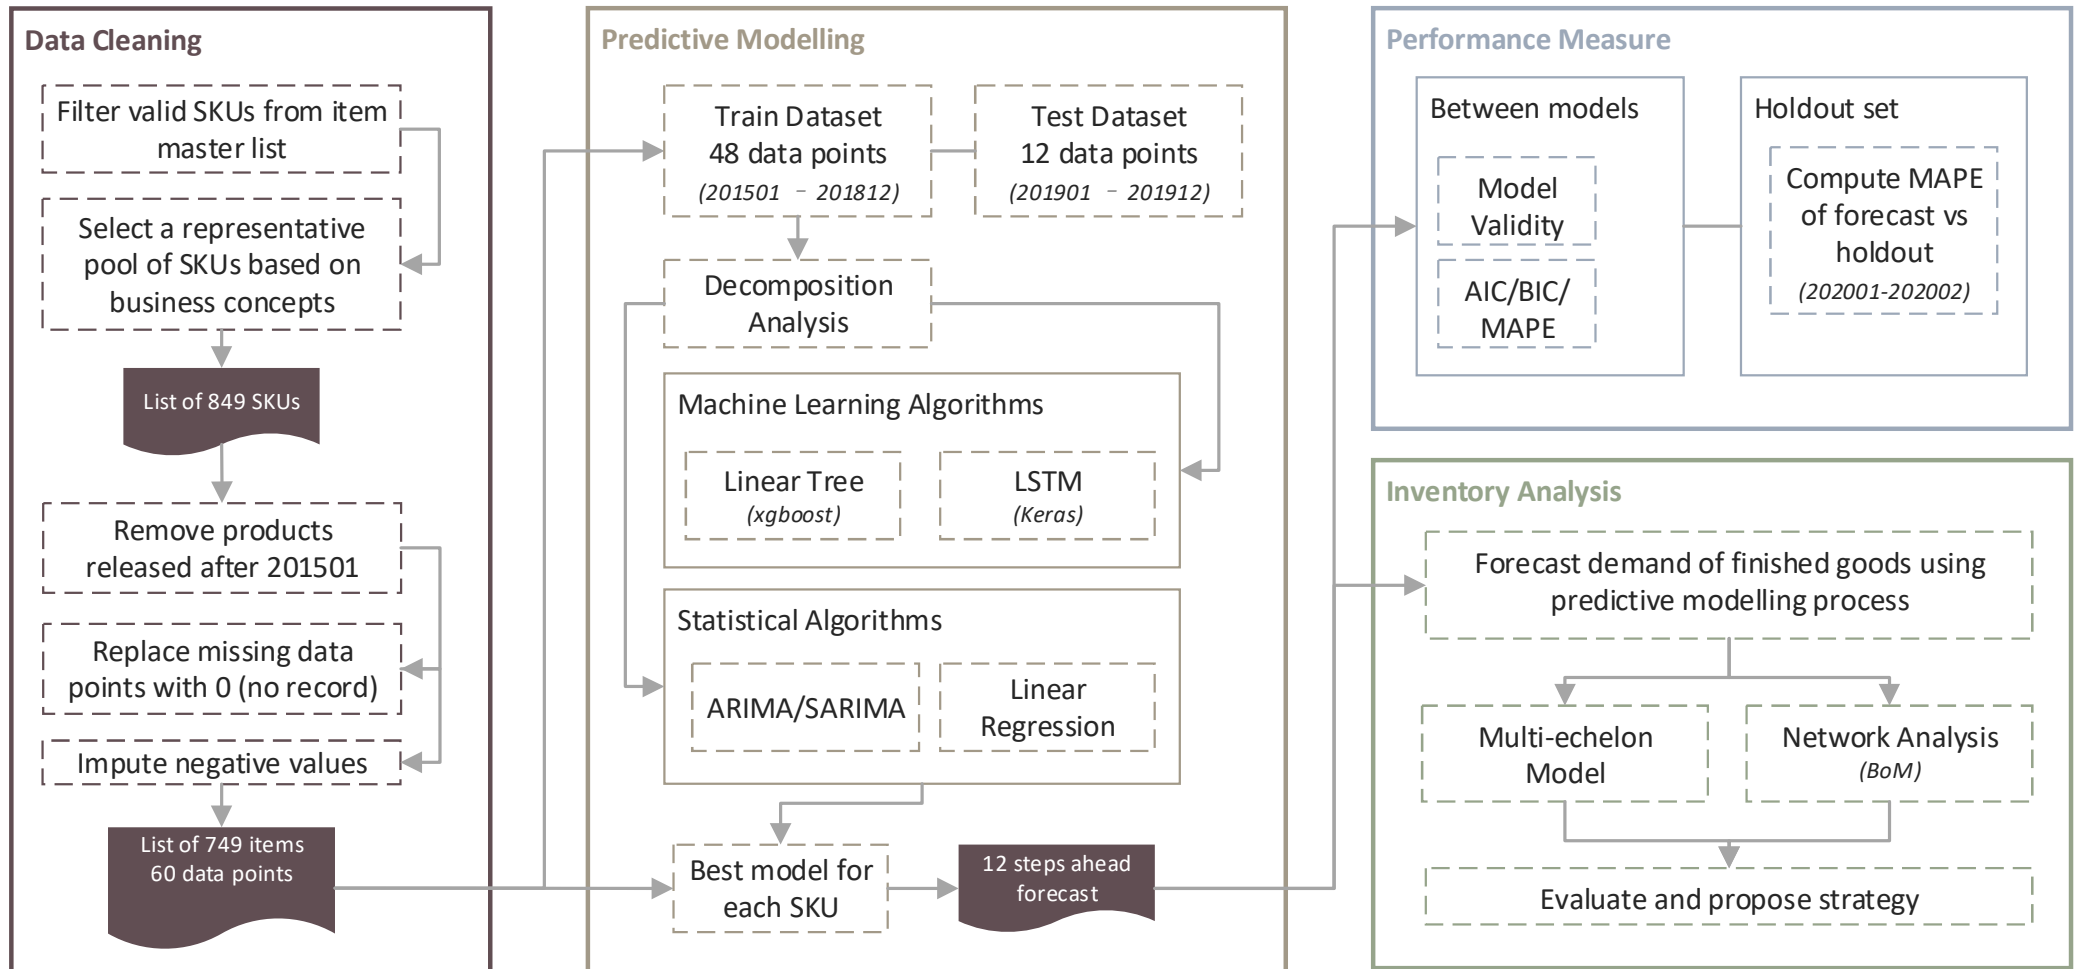 Data Cleaning
Filter valid SKUs from item
master list
Select a representative
pool of SKUs based on
business concepts
List of 849 SKUs
Remove products
released after 201501
Replace missing data
points with 0 (no record)
Impute negative values
List of 749 items
60 data points
Predictive Modelling
Train Dataset
48 data points
(201501 – 201812)
Test Dataset
12 data points
(201901 – 201912)
Decomposition
Analysis
Machine Learning Algorithms
Linear Tree
(xgboost)
LSTM
(Keras)
Statistical Algorithms
ARIMA/SARIMA
Linear
Regression
Best model for
each SKU
12 steps ahead
forecast
Performance Measure
Between models
Model
Validity
AIC/BIC/
MAPE
Holdout set
Compute MAPE
of forecast vs
holdout
(202001-202002)
Inventory Analysis
Forecast demand of finished goods using
predictive modelling process
Multi-echelon
Model
Network Analysis
(BoM)
Evaluate and propose strategy